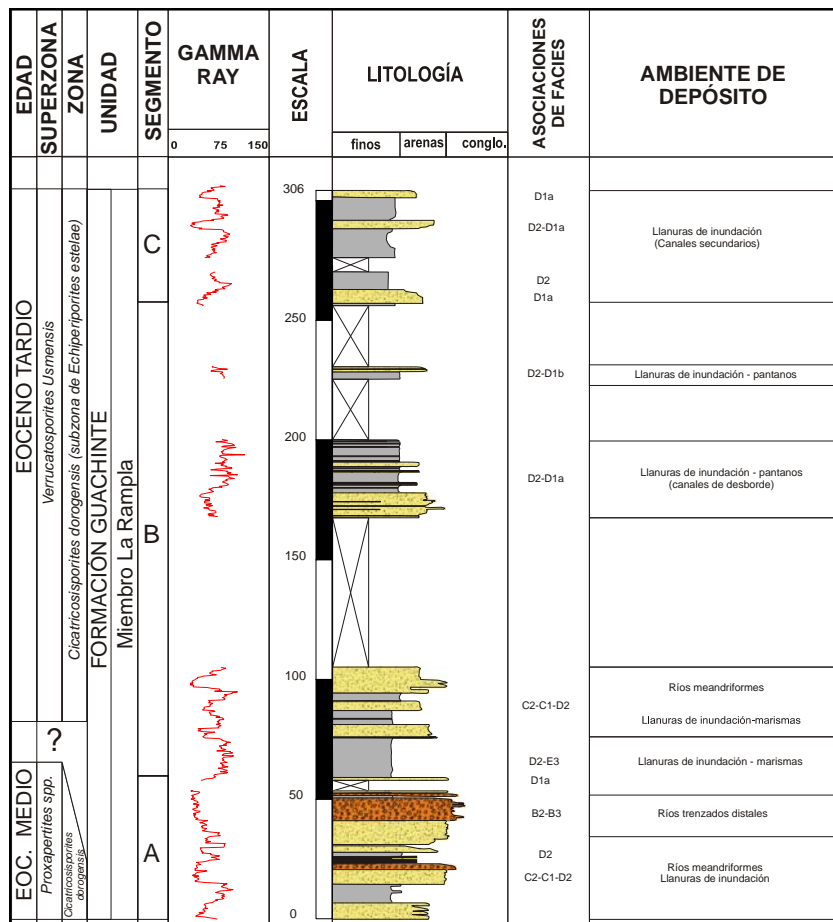 EDAD
SUPERZONA
ZONA
UNIDAD
SEGMENTO
GAMMA
RAY
0 75 150
ESCALA
LITOLOGÍA
finos arenas conglo.
ASOCIACIONES
DE FACIES
AMBIENTE DE
DEPÓSITO
EOCENO TARDIO
EOC. MEDIO
Verrucatosporites Usmensis
?
Proxapertites spp.
Cicatricosisporites dorogensis (subzona de Echiperiporites estelae)
Cicatricosisporites
dorogensis
FORMACIÓN GUACHINTE
Miembro La Rampla
C
B
A
306
250
200
150
100
50
0
D1a
D2-D1a
D2
D1a
D2-D1b
D2-D1a
C2-C1-D2
D2-E3
D1a
B2-B3
D2
C2-C1-D2
Llanuras de inundación
(Canales secundarios)
Llanuras de inundación - pantanos
Llanuras de inundación - pantanos
(canales de desborde)
Ríos meandriformes
Llanuras de inundación-marismas
Llanuras de inundación - marismas
Ríos trenzados distales
Ríos meandriformes
Llanuras de inundación